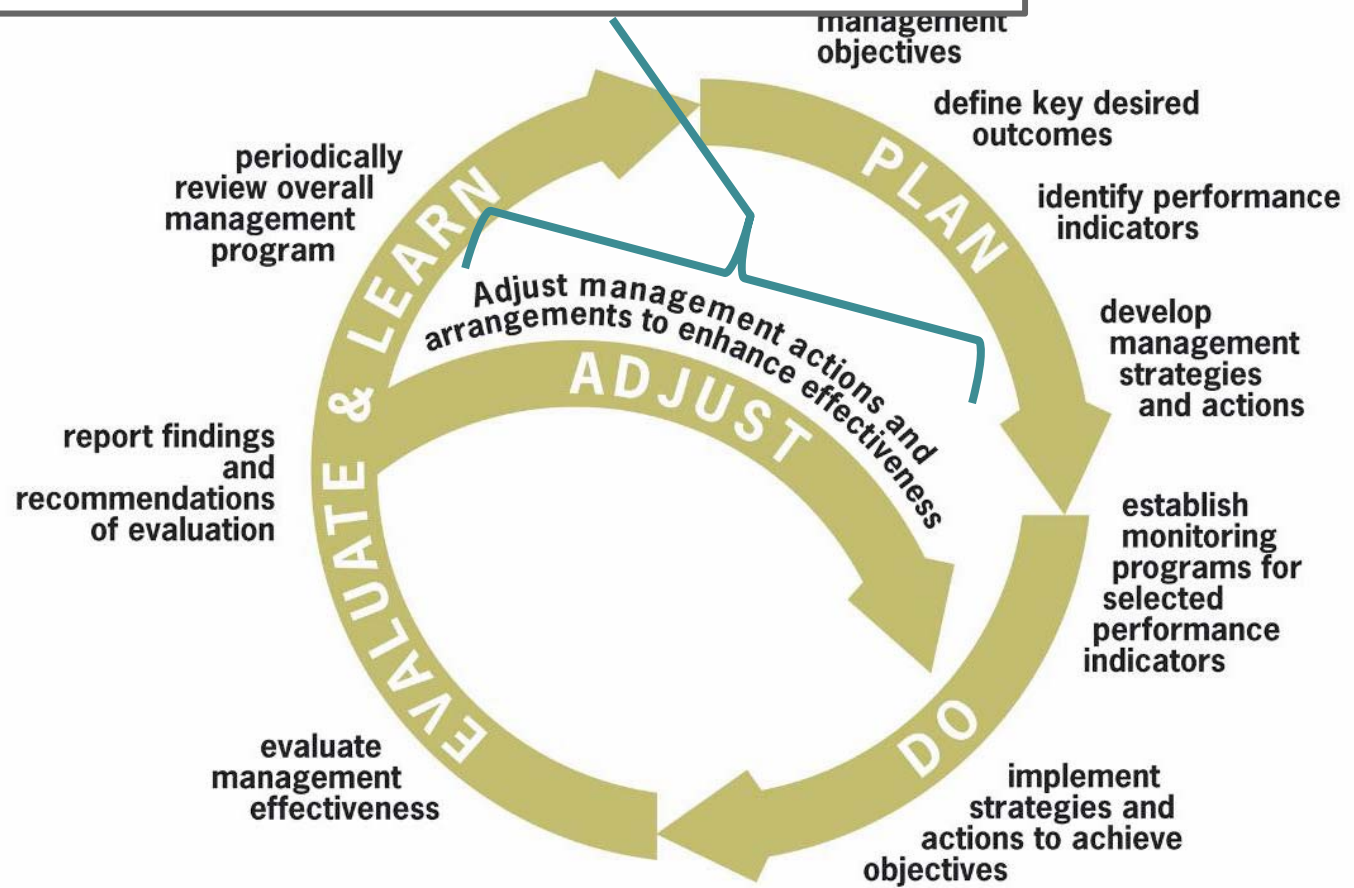 management
objectives
define key desired
outcomes
PLAN
identify performance
indicators
develop
management
strategies
and actions
establish
monitoring
programs for
selected
performance
indicators
DO
implement
strategies and
actions to achieve
objectives
evaluate
management
effectiveness
EVALUATE & LEARN
report findings
and
recommendations
of evaluation
periodically
review overall
management
program
Adjust management actions and
arrangements to enhance effectiveness
ADJUST